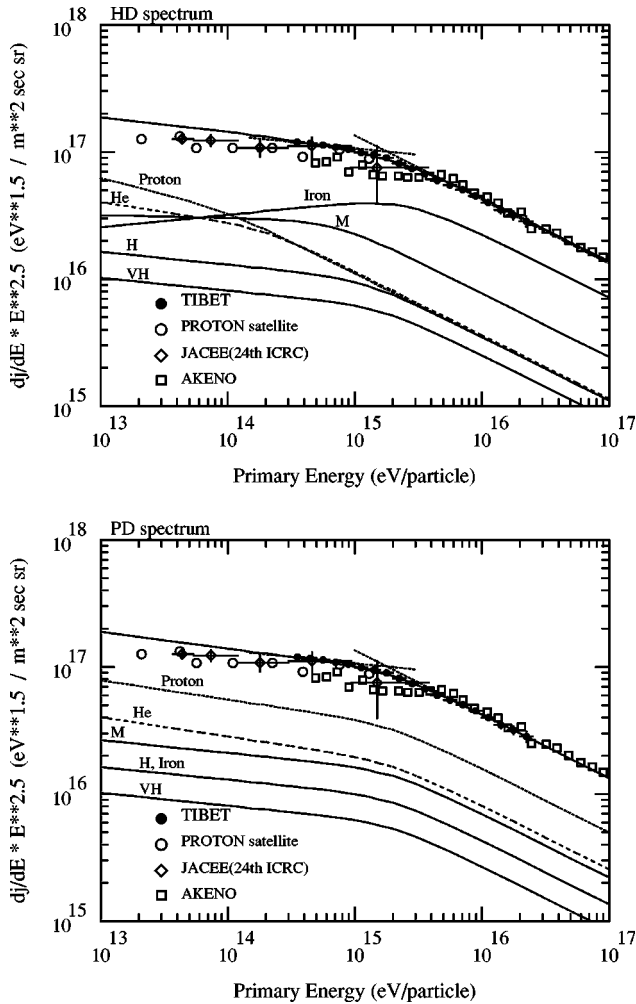 HD spectrum
10^18
10^17
10^16
10^15
dj/dE * E**2.5 (eV**1.5 / m**2 sec sr)
Proton
He
Iron
M
H
VH
TIBET
PROTON satellite
JACEE(24th ICRC)
AKENO
10^13 10^14 10^15 10^16 10^17
Primary Energy (eV/particle)
PD spectrum
10^18
10^17
10^16
10^15
dj/dE * E**2.5 (eV**1.5 / m**2 sec sr)
Proton
He
M
H, Iron
VH
TIBET
PROTON satellite
JACEE(24th ICRC)
AKENO
10^13 10^14 10^15 10^16 10^17
Primary Energy (eV/particle)